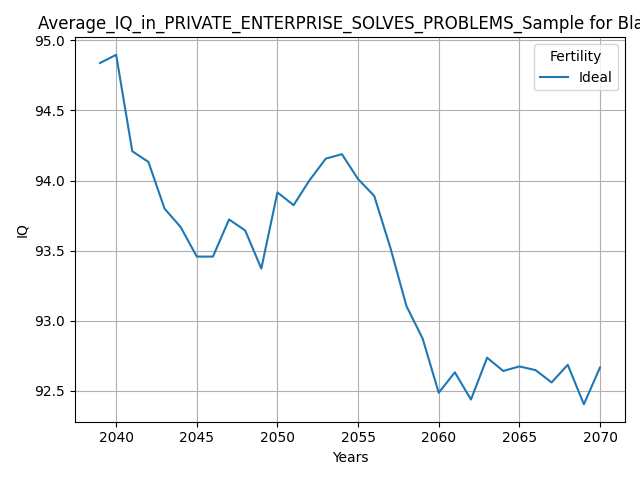 Average_IQ_in_PRIVATE_ENTERPRISE_SOLVES_PROBLEMS_Sample for Bla
95.0
94.5
94.0
93.5
93.0
92.5
IQ
Fertility
Ideal
2040 2045 2050 2055 2060 2065 2070
Years